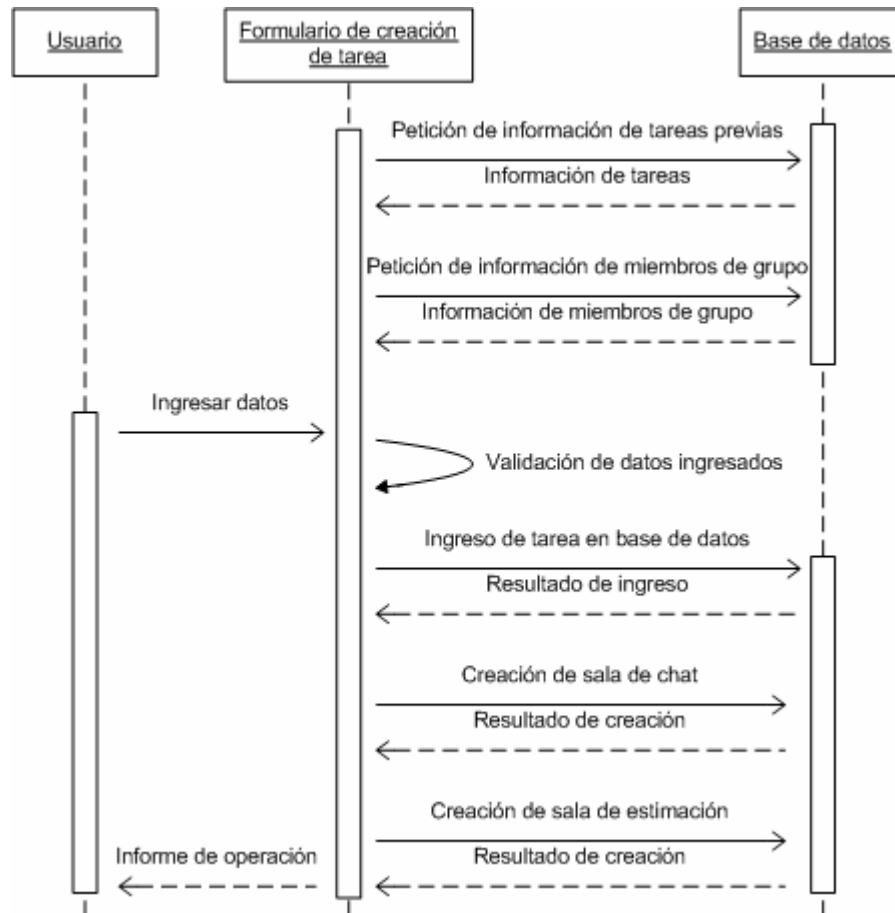 Usuario
Formulario de creación
de tarea
Base de datos
Petición de información de tareas previas
Información de tareas
Petición de información de miembros de grupo
Información de miembros de grupo
Ingresar datos
Validación de datos ingresados
Ingreso de tarea en base de datos
Resultado de ingreso
Creación de sala de chat
Resultado de creación
Creación de sala de estimación
Informe de operación
Resultado de creación